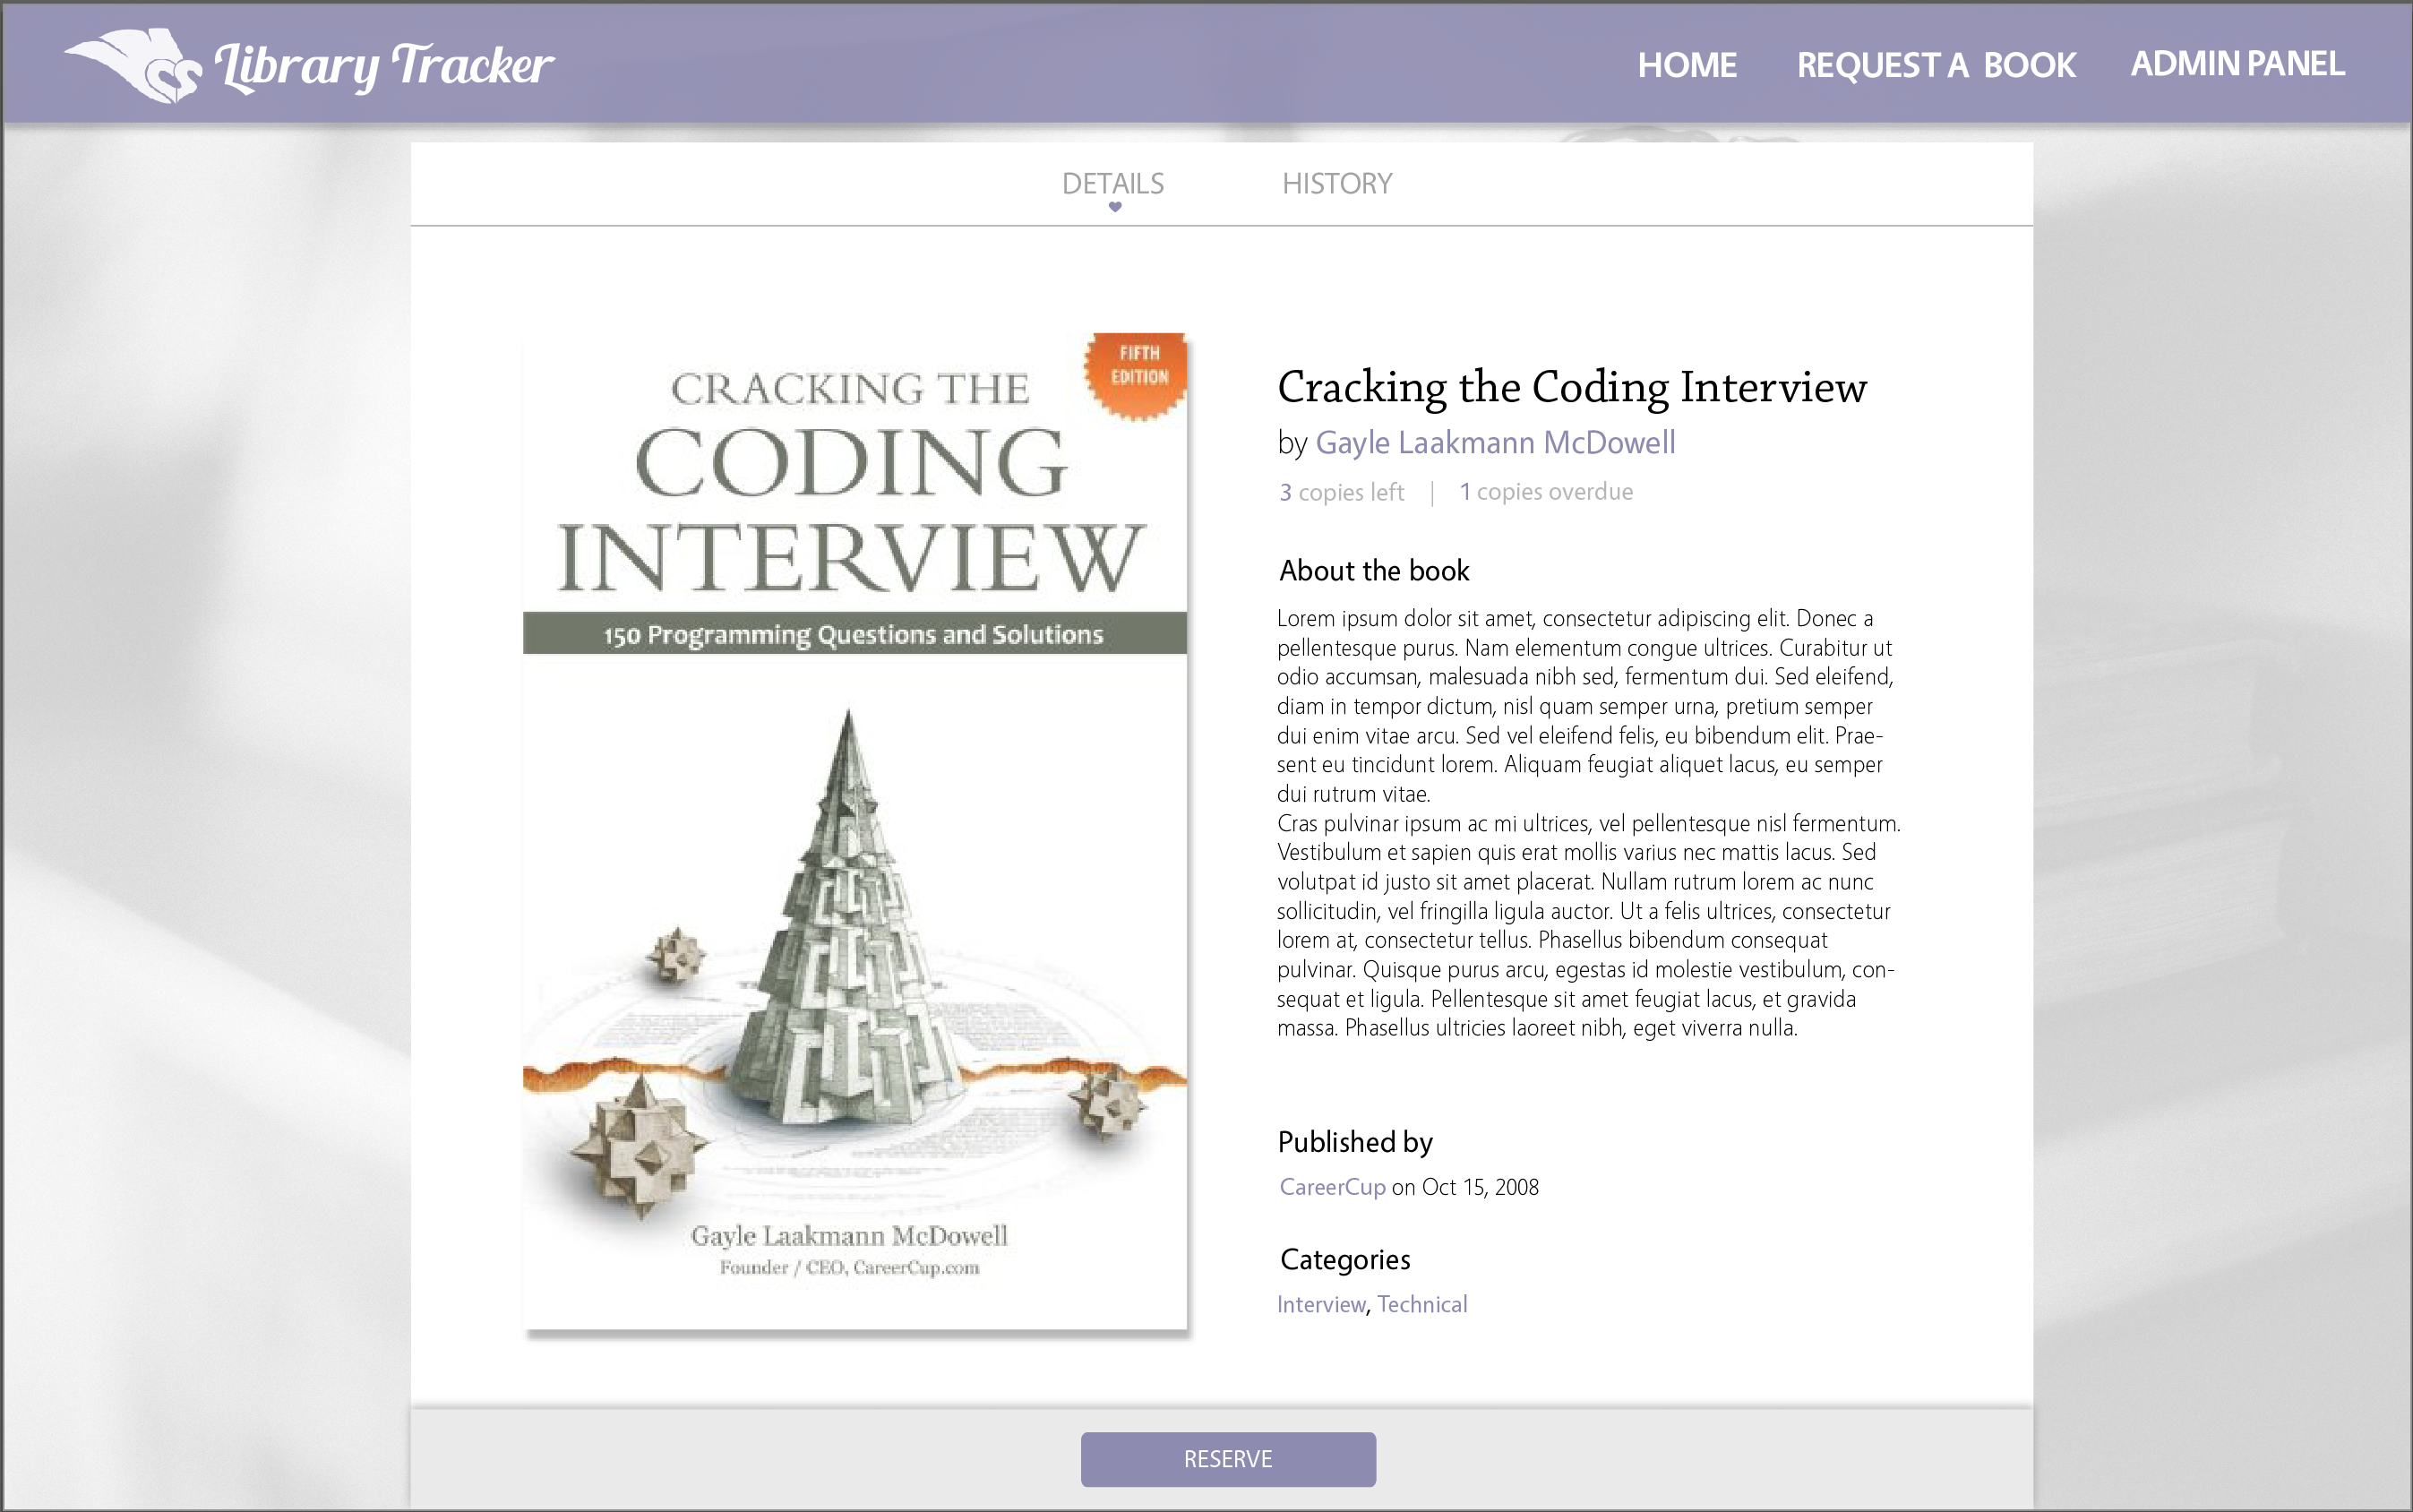 CS Library Tracker
HOME REQUEST A BOOK ADMIN PANEL
DETAILS HISTORY
FIFTH
EDITION
CRACKING THE
CODING
INTERVIEW
150 Programming Questions and Solutions
Gayle Laakmann McDowell
Founder / CEO, CareerCup.com
Cracking the Coding Interview
by Gayle Laakmann McDowell
3 copies left | 1 copies overdue
About the book
Lorem ipsum dolor sit amet, consectetur adipiscing elit. Donec a
pellentesque purus. Nam elementum congue ultrices. Curabitur ut
odio accumsan, malesuada nibh sed, fermentum dui. Sed eleifend,
diam in tempor dictum, nisl quam semper urna, pretium semper
dui enim vitae arcu. Sed vel eleifend felis, eu bibendum elit. Prae-
sent eu tincidunt lorem. Aliquam feugiat aliquet lacus, eu semper
dui rutrum vitae.
Cras pulvinar ipsum ac mi ultrices, vel pellentesque nisl fermentum.
Vestibulum et sapien quis erat mollis varius nec mattis lacus. Sed
volutpat id justo sit amet placerat. Nullam rutrum lorem ac nunc
sollicitudin, vel fringilla ligula auctor. Ut a felis ultrices, consectetur
lorem at, consectetur tellus. Phasellus bibendum consequat
pulvinar. Quisque purus arcu, egestas id molestie vestibulum, con-
sequat et ligula. Pellentesque sit amet feugiat lacus, et gravida
massa. Phasellus ultricies laoreet nibh, eget viverra nulla.
Published by
CareerCup on Oct 15, 2008
Categories
Interview, Technical
RESERVE